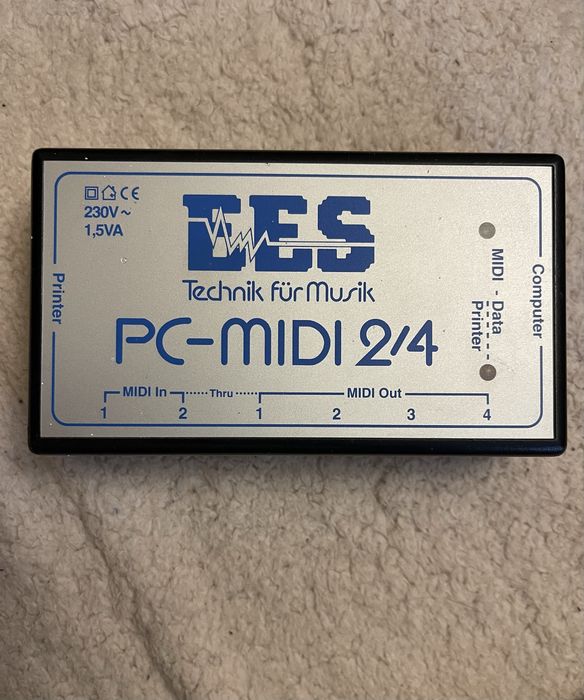 CE
230V~
1,5VA
EES
Technik für Musik
PC-MIDI 2/4
Printer
Computer
MIDI - Data
Printer
MIDI In Thru MIDI Out
1 2 1 2 3 4